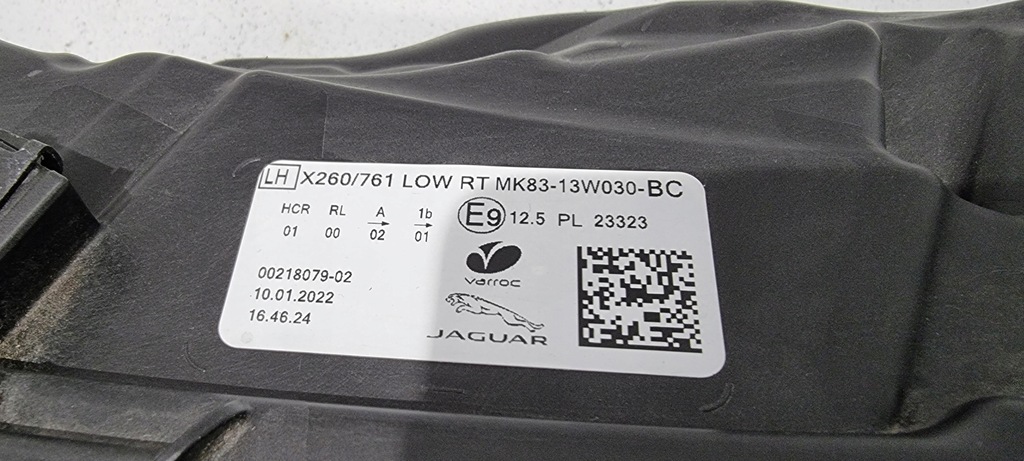 LH X260/761 LOW RT MK83-13W030-BC
HCR RL A 1b E9 12.5 PL 23323
01 00 02 01
00218079-02
10.01.2022
16.46.24
varroc
JAGUAR